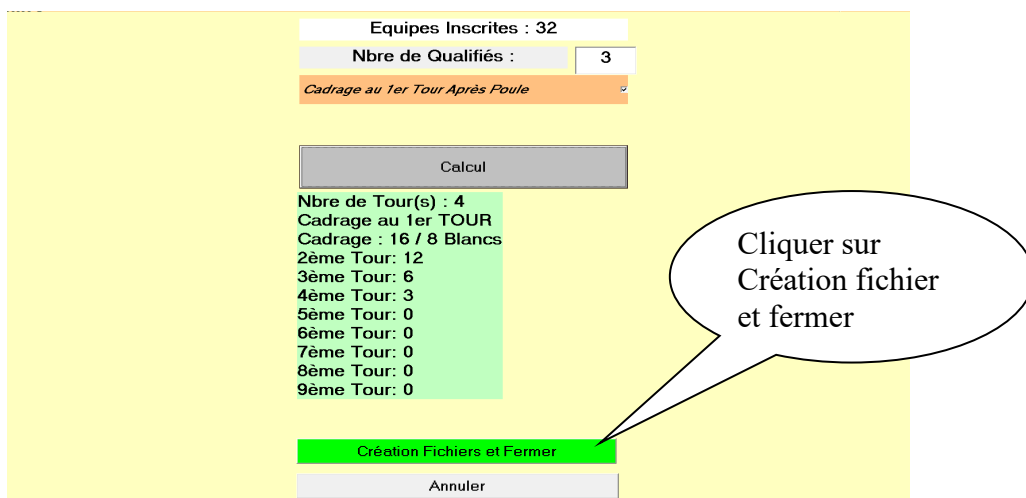 Equipes Inscrites : 32
Nbre de Qualifiés : 3
Cadrage au 1er Tour Après Poule
Calcul
Nbre de Tour(s) : 4
Cadrage au 1er TOUR
Cadrage : 16 / 8 Blancs
2ème Tour: 12
3ème Tour: 6
4ème Tour: 3
5ème Tour: 0
6ème Tour: 0
7ème Tour: 0
8ème Tour: 0
9ème Tour: 0
Cliquer sur
Création fichier
et fermer
Création Fichiers et Fermer
Annuler